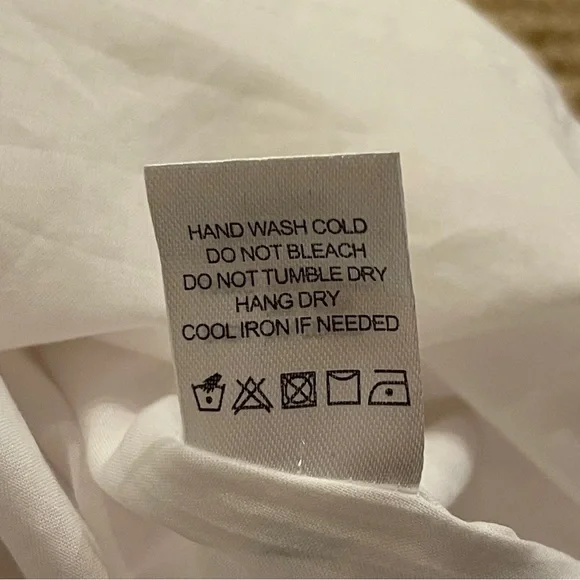 HAND WASH COLD
DO NOT BLEACH
DO NOT TUMBLE DRY
HANG DRY
COOL IRON IF NEEDED